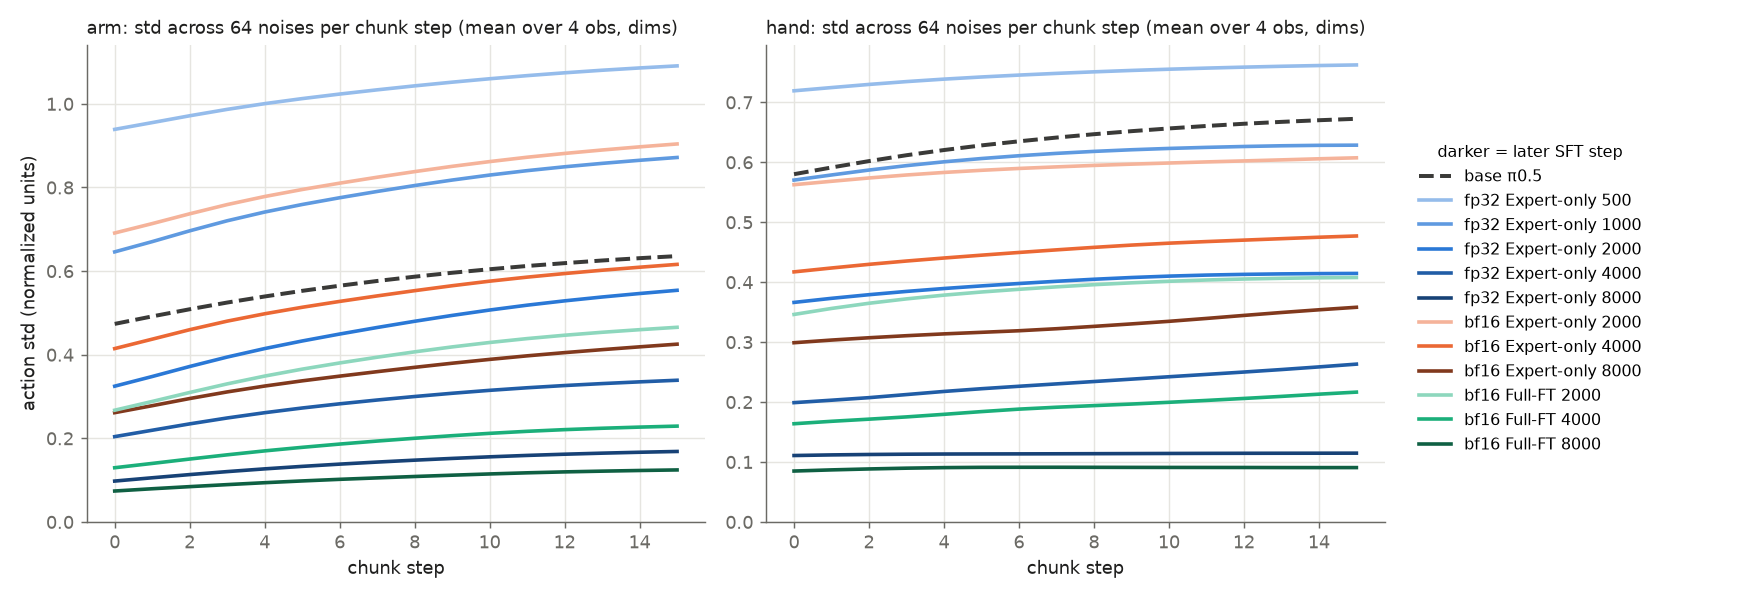 arm: std across 64 noises per chunk step (mean over 4 obs, dims)
action std (normalized units)
1.0
0.8
0.6
0.4
0.2
0.0
0 2 4 6 8 10 12 14
chunk step
hand: std across 64 noises per chunk step (mean over 4 obs, dims)
0.7
0.6
0.5
0.4
0.3
0.2
0.1
0.0
0 2 4 6 8 10 12 14
chunk step
darker = later SFT step
base π0.5
fp32 Expert-only 500
fp32 Expert-only 1000
fp32 Expert-only 2000
fp32 Expert-only 4000
fp32 Expert-only 8000
bf16 Expert-only 2000
bf16 Expert-only 4000
bf16 Expert-only 8000
bf16 Full-FT 2000
bf16 Full-FT 4000
bf16 Full-FT 8000